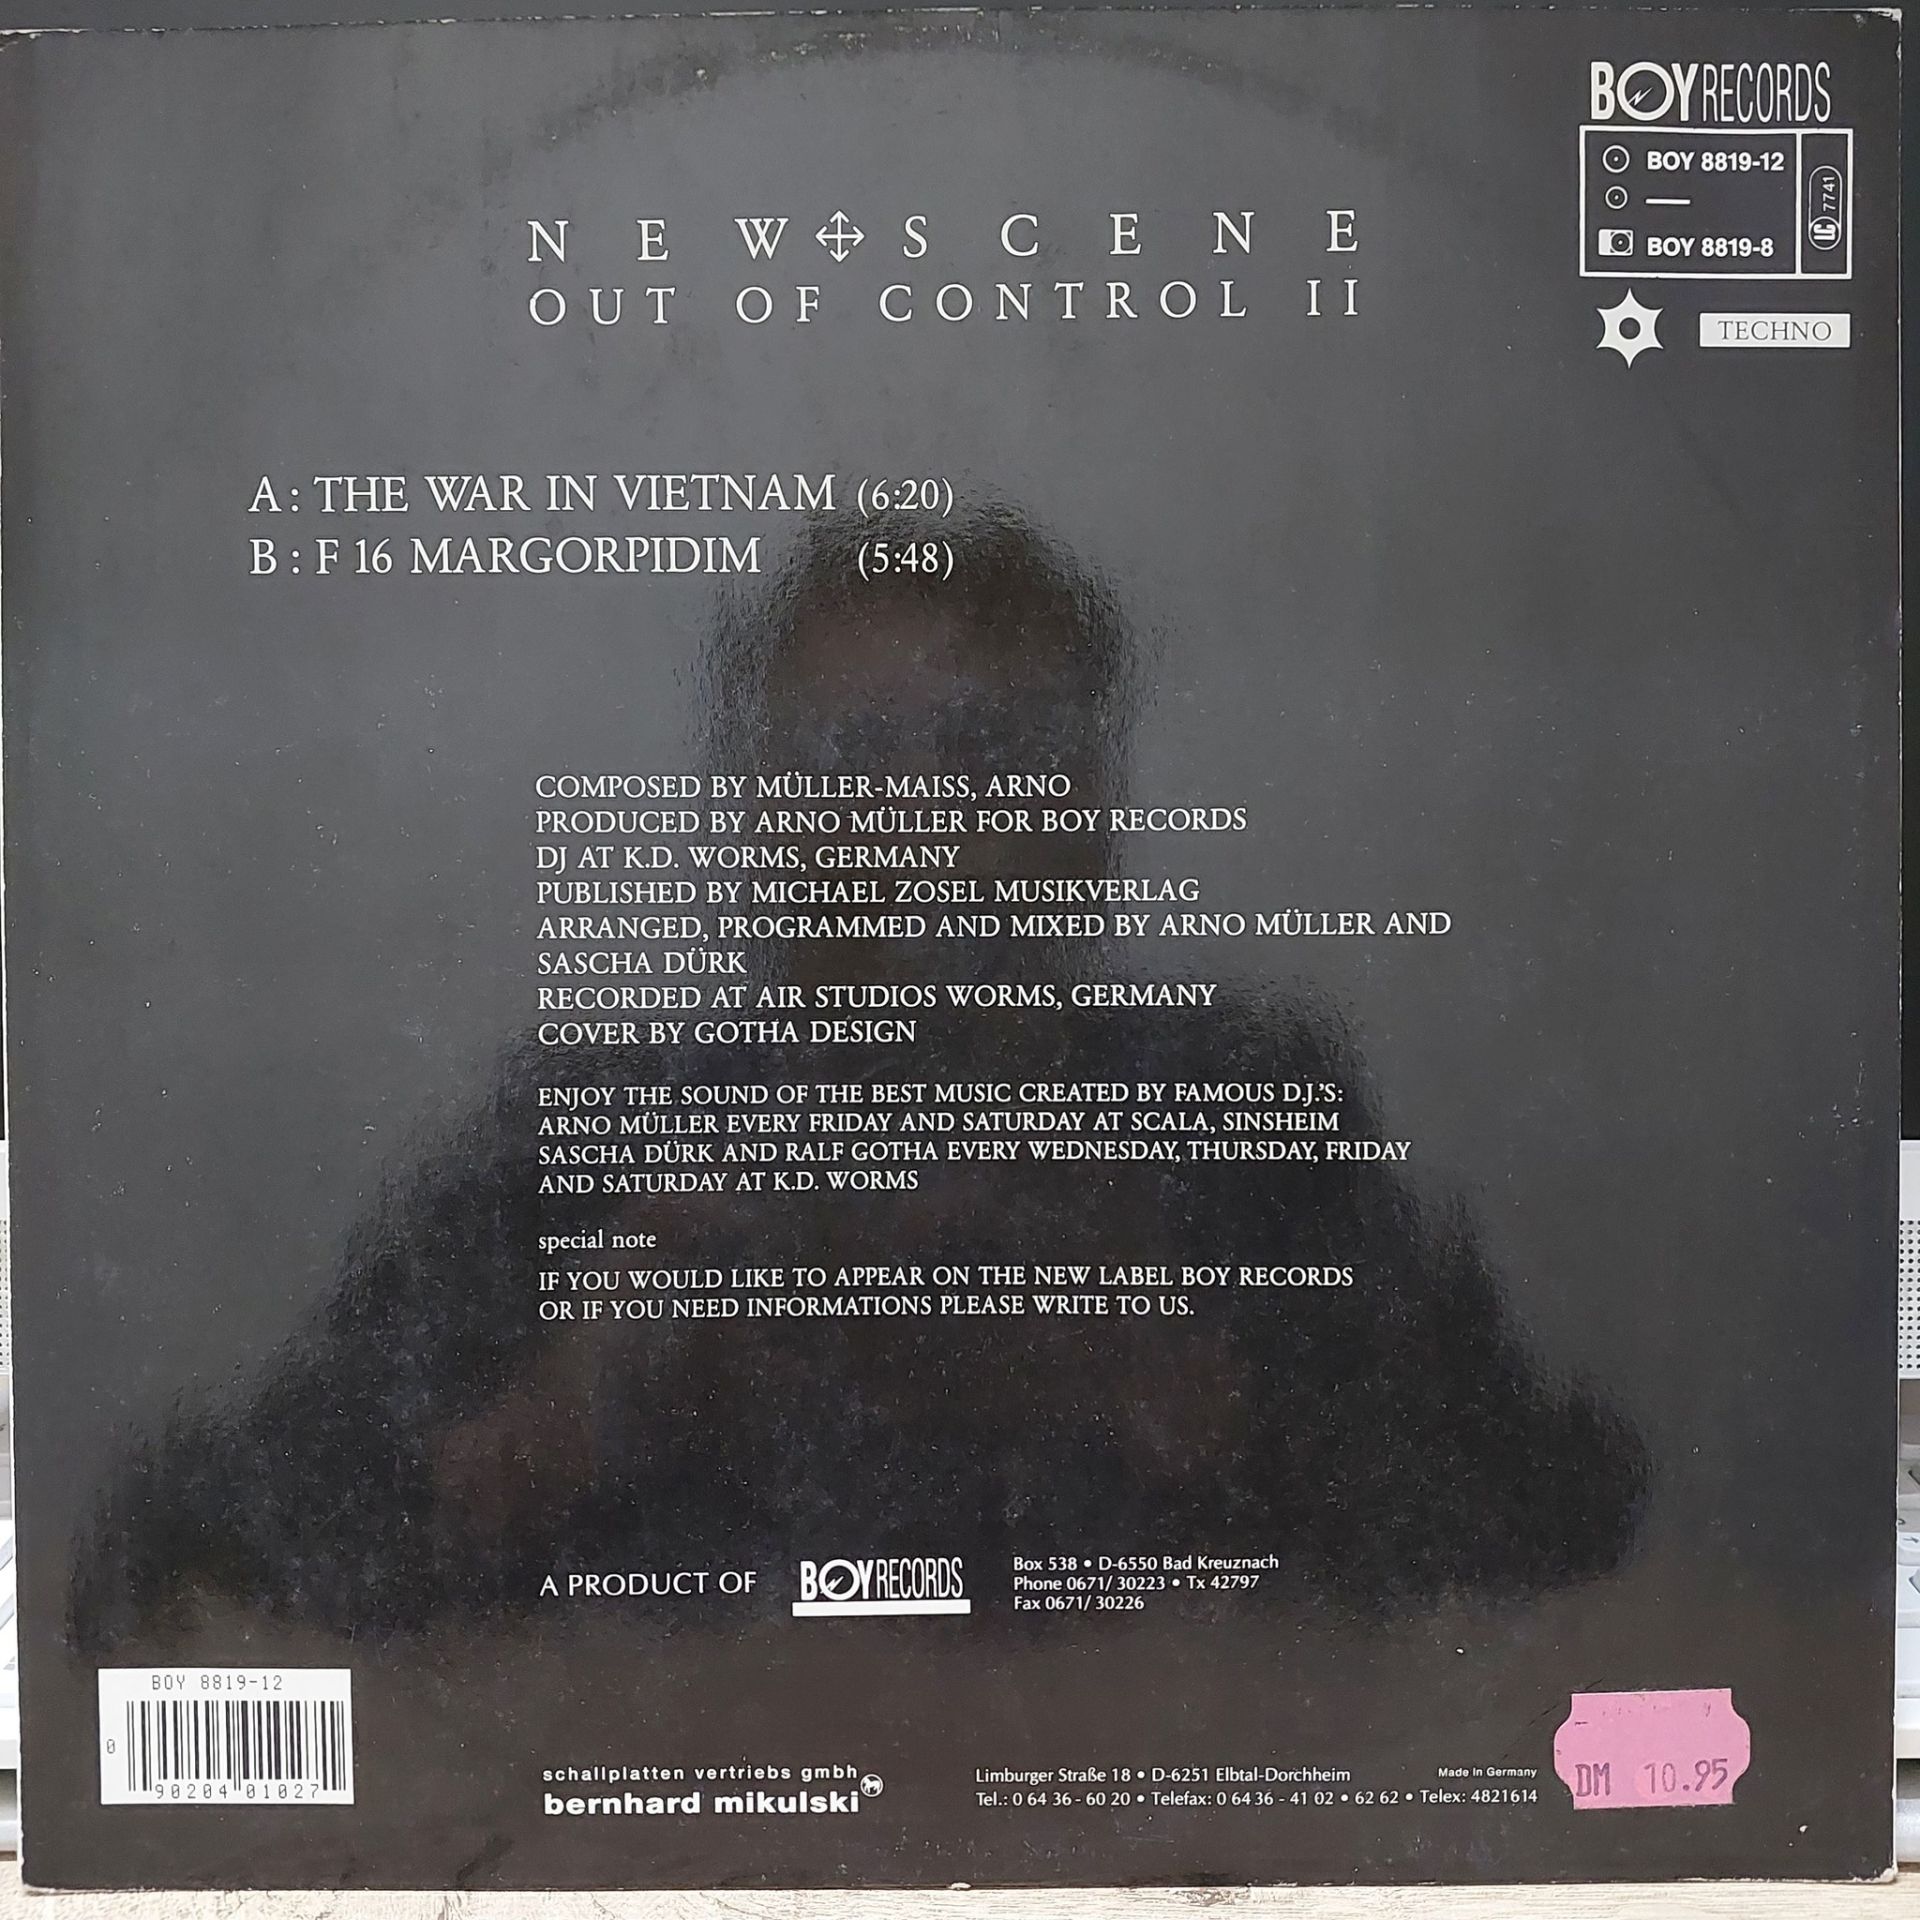 BOY RECORDS
BOY 8819-12
—
BOY 8819-8
LC 7741
TECHNO
NEW SCENE
OUT OF CONTROL II
A: THE WAR IN VIETNAM (6:20)
B: F 16 MARGORPIDIM (5:48)
COMPOSED BY MÜLLER-MAISS, ARNO
PRODUCED BY ARNO MÜLLER FOR BOY RECORDS
DJ AT K.D. WORMS, GERMANY
PUBLISHED BY MICHAEL ZOSEL MUSIKVERLAG
ARRANGED, PROGRAMMED AND MIXED BY ARNO MÜLLER AND
SASCHA DÜRK
RECORDED AT AIR STUDIOS WORMS, GERMANY
COVER BY GOTHA DESIGN
ENJOY THE SOUND OF THE BEST MUSIC CREATED BY FAMOUS D.J.'S:
ARNO MÜLLER EVERY FRIDAY AND SATURDAY AT SCALA, SINSHEIM
SASCHA DÜRK AND RALF GOTHA EVERY WEDNESDAY, THURSDAY, FRIDAY
AND SATURDAY AT K.D. WORMS
special note
IF YOU WOULD LIKE TO APPEAR ON THE NEW LABEL BOY RECORDS
OR IF YOU NEED INFORMATIONS PLEASE WRITE TO US.
A PRODUCT OF BOY RECORDS
Box 538 • D-6550 Bad Kreuznach
Phone 0671/ 30223 • Tx 42797
Fax 0671/ 30226
BOY 8819-12
0 90204 01027
schallplatten vertriebs gmbh
bernhard mikulski
Limburger Straße 18 • D-6251 Elbtal-Dorchheim
Tel.: 0 64 36 - 60 20 • Telefax: 0 64 36 - 41 02 • 62 62 • Telex: 4821614
Made In Germany
DM 10.95